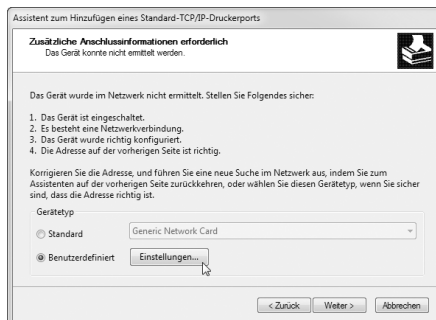 Assistent zum Hinzufügen eines Standard-TCP/IP-Druckerports
Zusätzliche Anschlussinformationen erforderlich
Das Gerät konnte nicht ermittelt werden.
Das Gerät wurde im Netzwerk nicht ermittelt. Stellen Sie Folgendes sicher:
1. Das Gerät ist eingeschaltet.
2. Es besteht eine Netzwerkverbindung.
3. Das Gerät wurde richtig konfiguriert.
4. Die Adresse auf der vorherigen Seite ist richtig.
Korrigieren Sie die Adresse, und führen Sie eine neue Suche im Netzwerk aus, indem Sie zum
Assistenten auf der vorherigen Seite zurückkehren, oder wählen Sie diesen Gerätetyp, wenn Sie sicher
sind, dass die Adresse richtig ist.
Gerätetyp
Standard Generic Network Card
Benutzerdefiniert Einstellungen...
< Zurück Weiter > Abbrechen